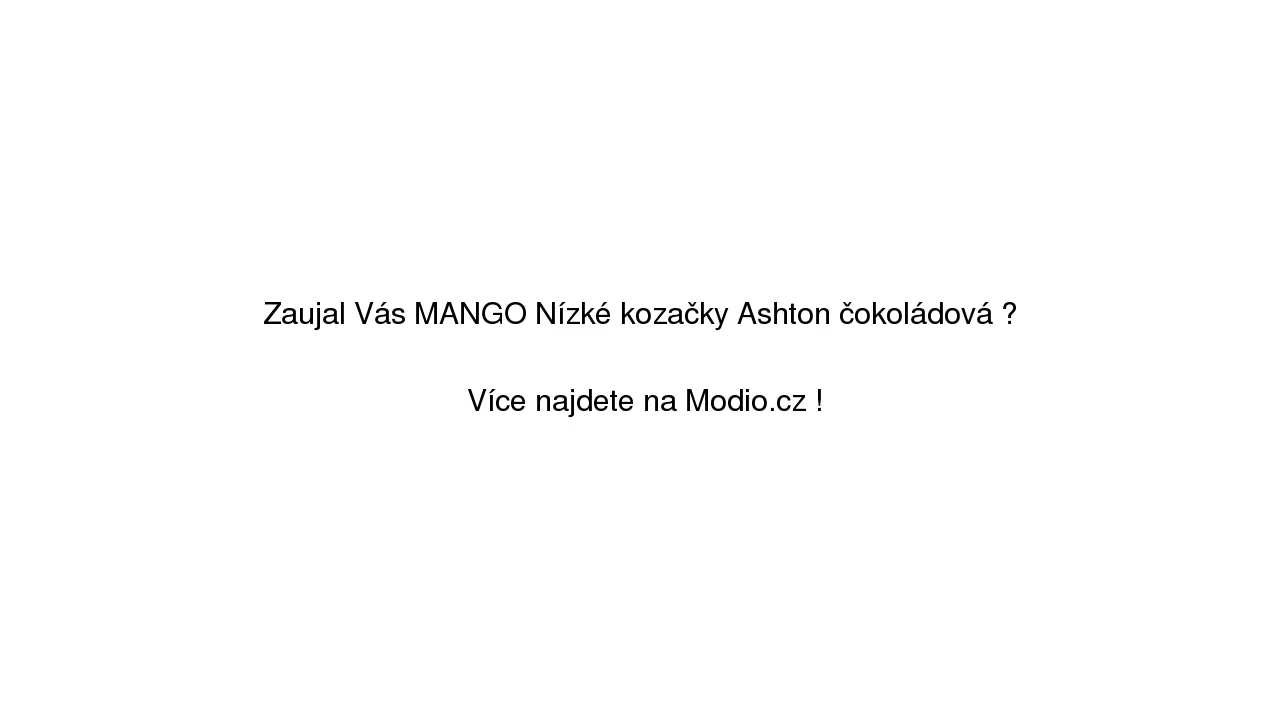 Zaujal Vás MANGO Nízké kozačky Ashton čokoládová ?
Více najdete na Modio.cz !